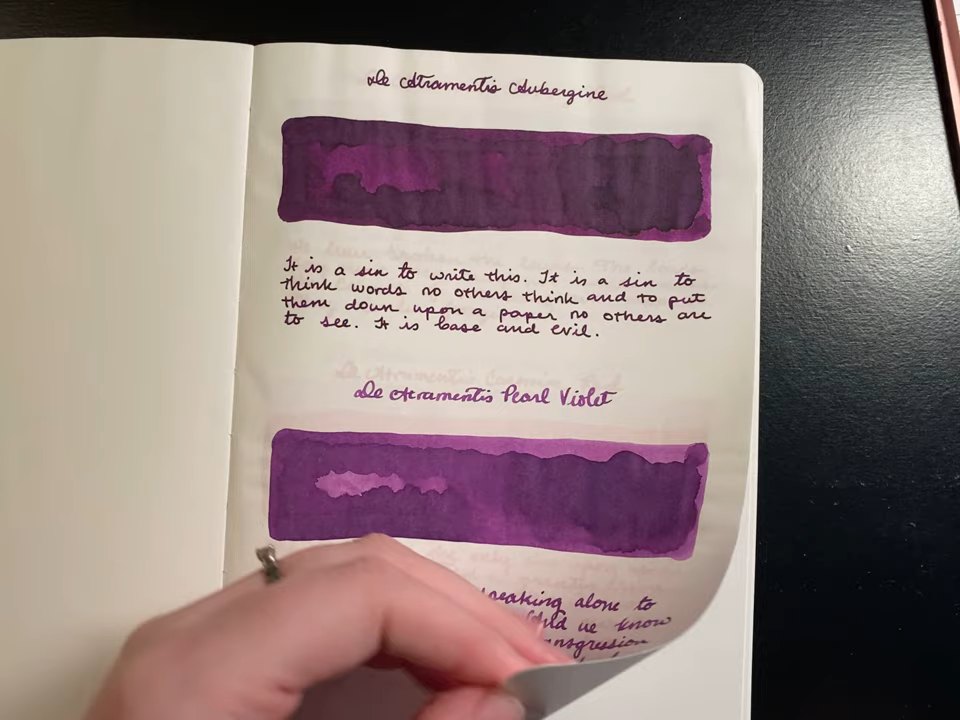 De Atramentis Aubergine
It is a sin to write this. It is a sin to
think words no others think and to put
them down upon a paper no others are
to see. It is base and evil.
De Atramentis Pearl Violet
speaking alone to
we know
transgression